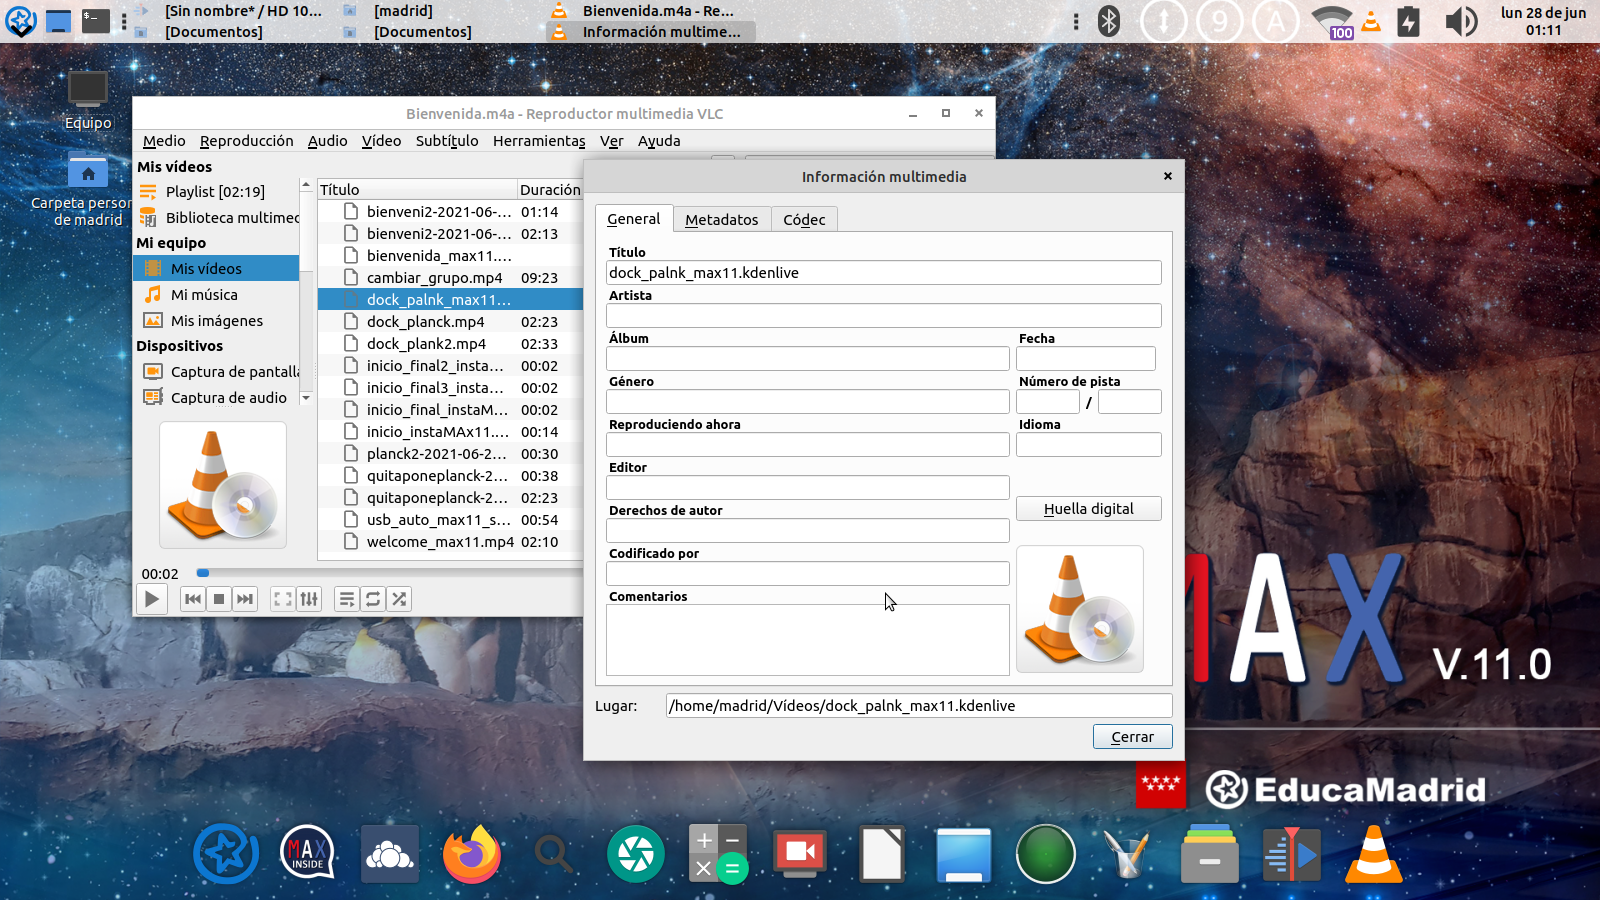 [Sin nombre* / HD 10...
[Documentos]
[madrid]
[Documentos]
Bienvenida.m4a - Re...
Información multime...
9
A
100
lun 28 de jun
01:11
Equipo
Carpeta person
de madrid
Bienvenida.m4a - Reproductor multimedia VLC
Medio Reproducción Audio Vídeo Subtítulo Herramientas Ver Ayuda
Mis vídeos
Playlist [02:19]
Biblioteca multimed
Mi equipo
Mis vídeos
Mi música
Mis imágenes
Dispositivos
Captura de pantalla
Captura de audio
Título Duración
bienveni2-2021-06-... 01:14
bienveni2-2021-06-... 02:13
bienvenida_max11....
cambiar_grupo.mp4 09:23
dock_palnk_max11...
dock_planck.mp4 02:23
dock_plank2.mp4 02:33
inicio_final2_insta... 00:02
inicio_final3_insta... 00:02
inicio_final_instaM... 00:02
inicio_instaMAx11.... 00:14
planck2-2021-06-2... 00:30
quitaponeplanck-2... 00:38
quitaponeplanck-2... 02:23
usb_auto_max11_s... 00:54
welcome_max11.mp4 02:10
00:02
Información multimedia
General Metadatos Códec
Título
dock_palnk_max11.kdenlive
Artista
Álbum Fecha
Género Número de pista
/
Reproduciendo ahora Idioma
Editor
Huella digital
Derechos de autor
Codificado por
Comentarios
Lugar: /home/madrid/Vídeos/dock_palnk_max11.kdenlive
Cerrar
MAX
V.11.0
EducaMadrid
MAX
INSIDE